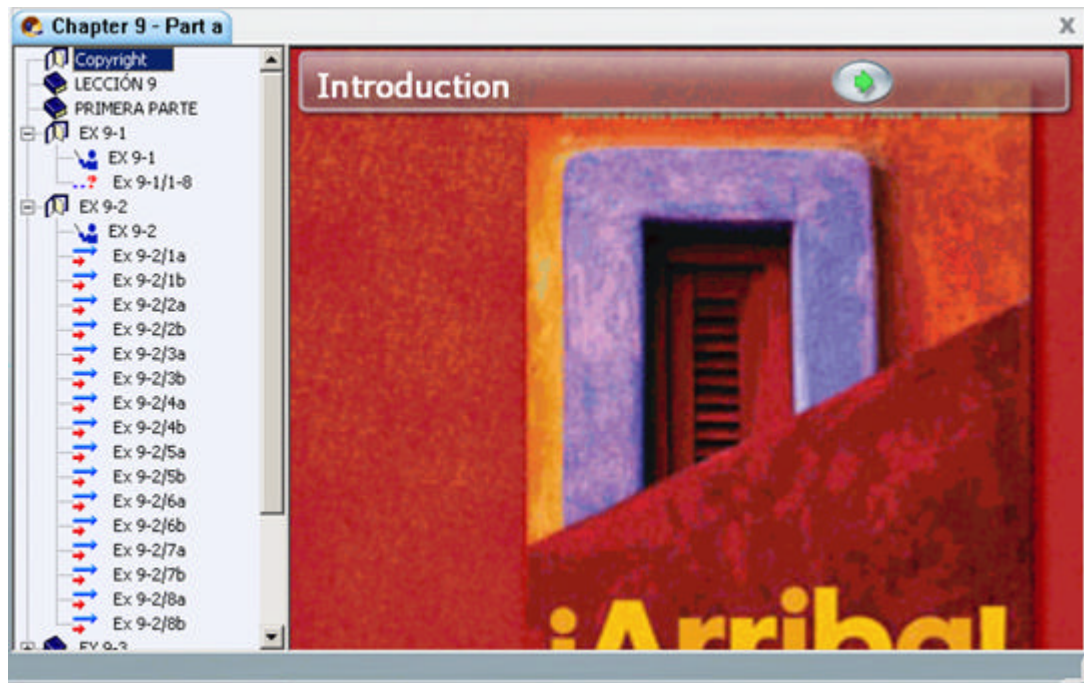 Chapter 9 - Part a
Copyright
LECCIÓN 9
PRIMERA PARTE
EX 9-1
EX 9-1
Ex 9-1/1-8
EX 9-2
EX 9-2
Ex 9-2/1a
Ex 9-2/1b
Ex 9-2/2a
Ex 9-2/2b
Ex 9-2/3a
Ex 9-2/3b
Ex 9-2/4a
Ex 9-2/4b
Ex 9-2/5a
Ex 9-2/5b
Ex 9-2/6a
Ex 9-2/6b
Ex 9-2/7a
Ex 9-2/7b
Ex 9-2/8a
Ex 9-2/8b
EX 9-3
Introduction
¡Arriba!